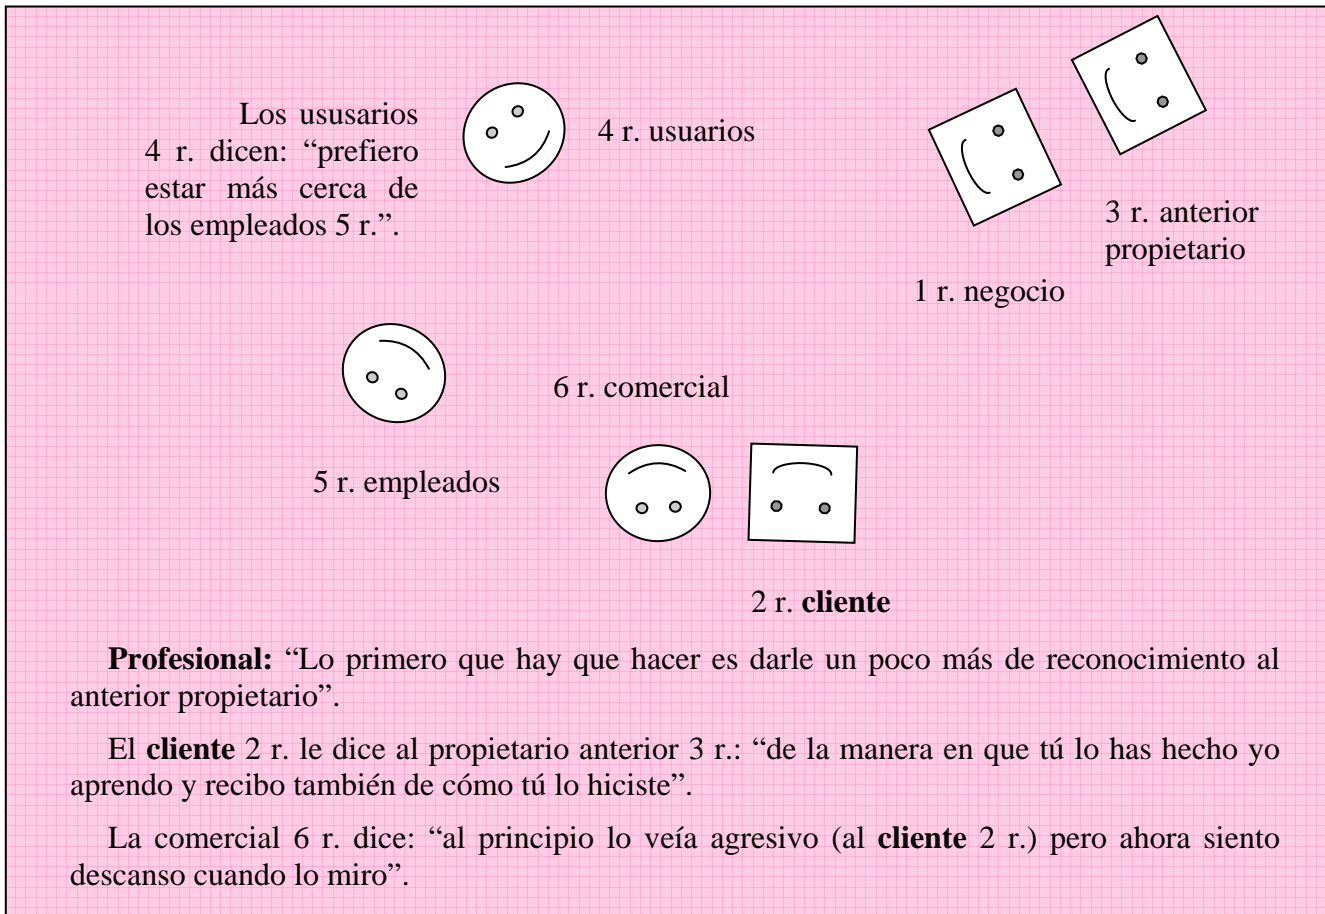 Los ususarios
4 r. dicen: “prefiero
estar más cerca de
los empleados 5 r.”.
4 r. usuarios
3 r. anterior
propietario
1 r. negocio
6 r. comercial
5 r. empleados
2 r. cliente
Profesional: “Lo primero que hay que hacer es darle un poco más de reconocimiento al
anterior propietario”.
El cliente 2 r. le dice al propietario anterior 3 r.: “de la manera en que tú lo has hecho yo
aprendo y recibo también de cómo tú lo hiciste”.
La comercial 6 r. dice: “al principio lo veía agresivo (al cliente 2 r.) pero ahora siento
descanso cuando lo miro”.